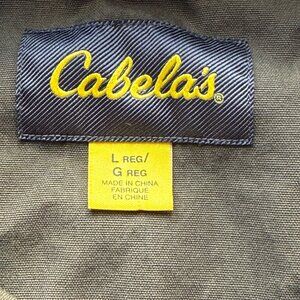 Cabela's®
L REG/
G REG
MADE IN CHINA
FABRIQUÉ
EN CHINE